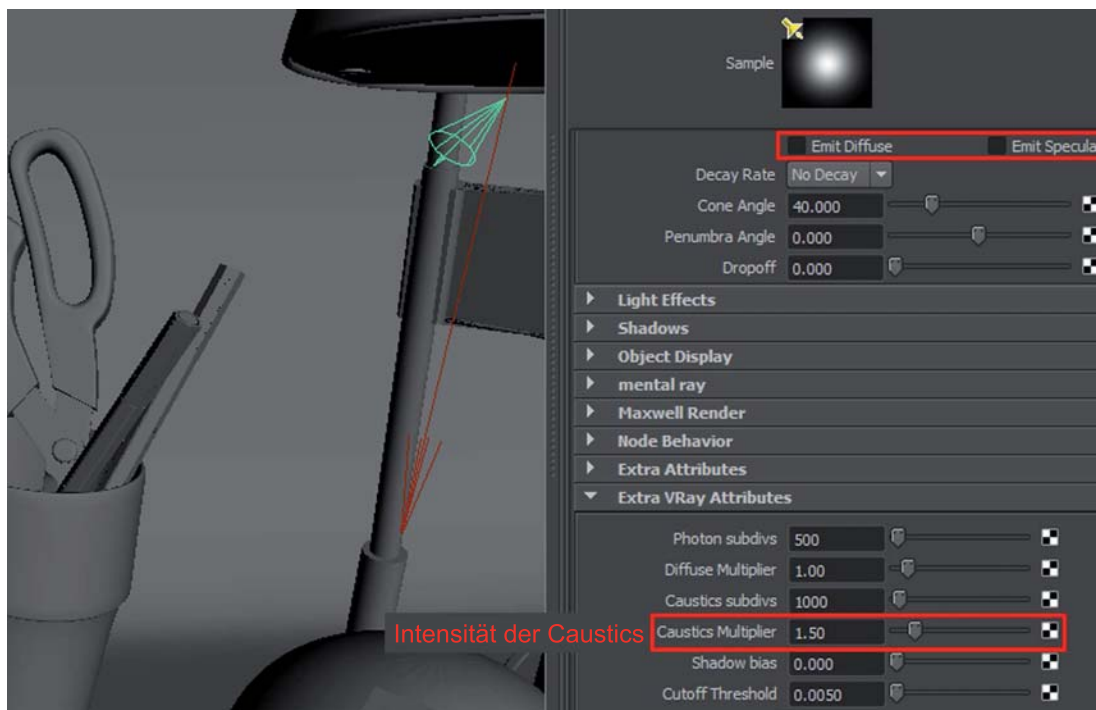 Sample
Emit Diffuse Emit Specula
Decay Rate No Decay
Cone Angle 40.000
Penumbra Angle 0.000
Dropoff 0.000
Light Effects
Shadows
Object Display
mental ray
Maxwell Render
Node Behavior
Extra Attributes
Extra VRay Attributes
Photon subdivs 500
Diffuse Multiplier 1.00
Caustics subdivs 1000
Intensität der Caustics Caustics Multiplier 1.50
Shadow bias 0.000
Cutoff Threshold 0.0050